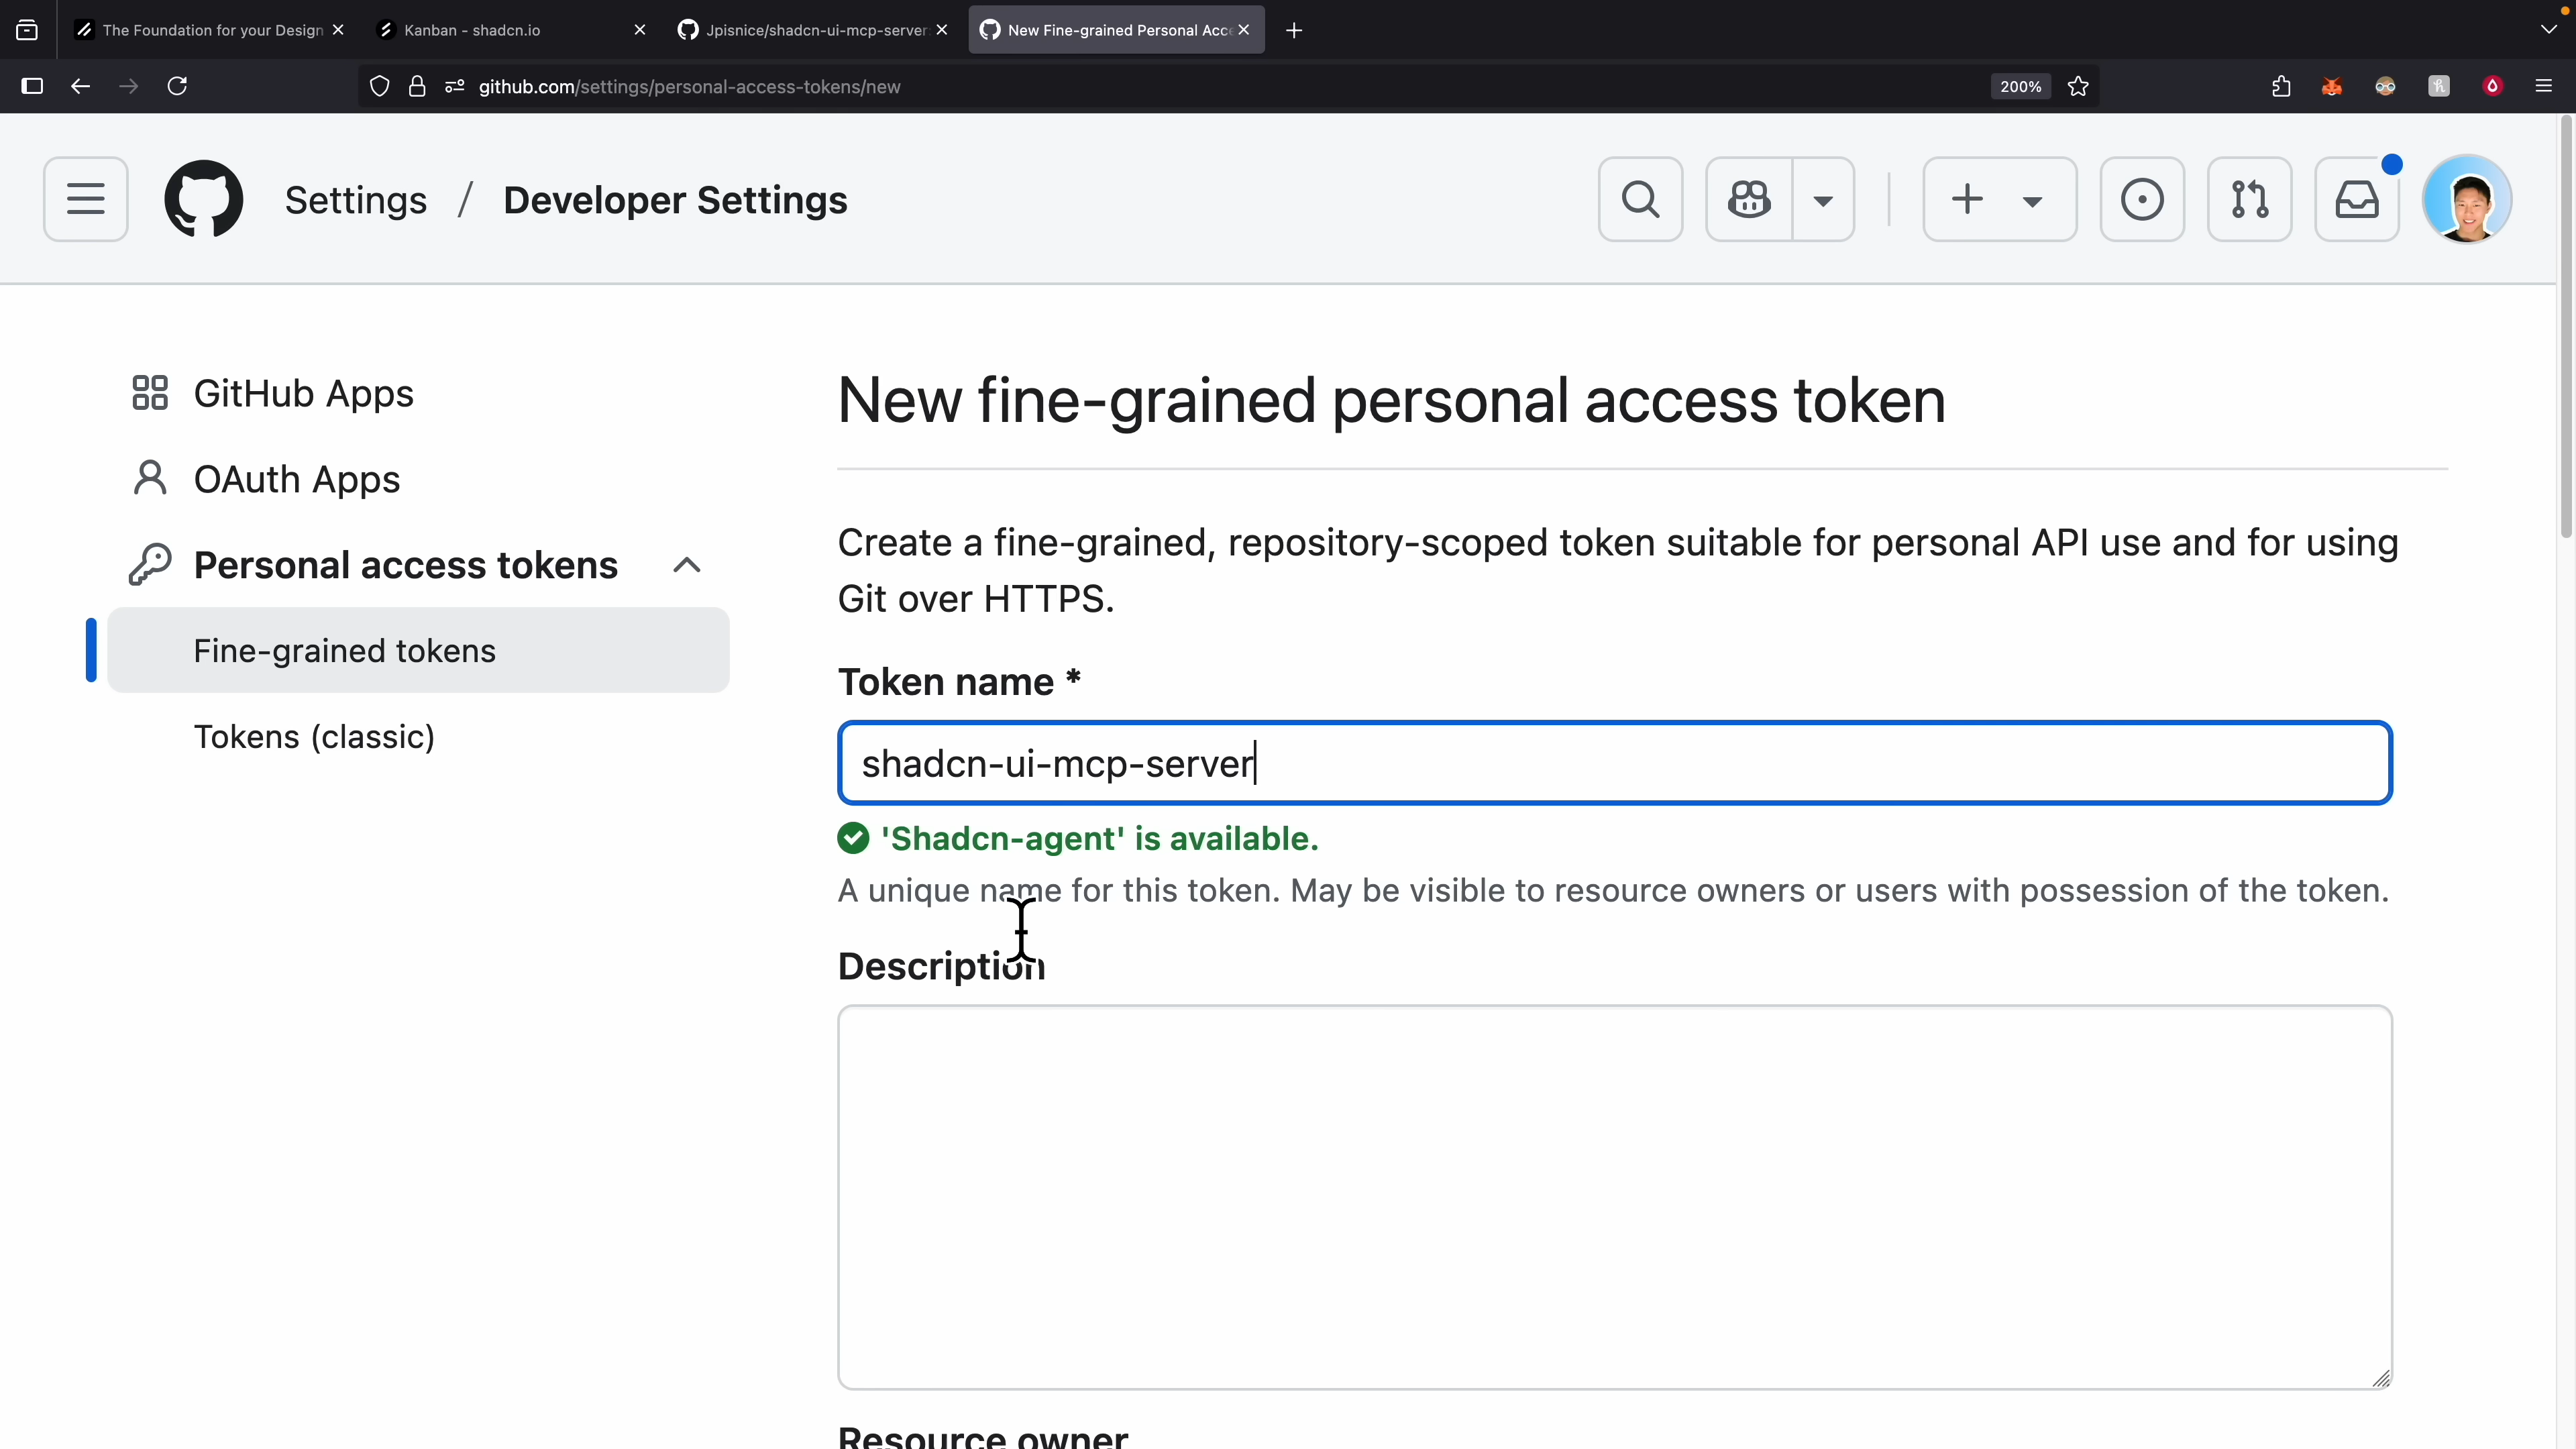 The Foundation for your Design
Kanban - shadcn.io
Jpisnice/shadcn-ui-mcp-server
New Fine-grained Personal Acce
github.com/settings/personal-access-tokens/new
200%
Settings / Developer Settings
GitHub Apps
OAuth Apps
Personal access tokens
Fine-grained tokens
Tokens (classic)
New fine-grained personal access token
Create a fine-grained, repository-scoped token suitable for personal API use and for using
Git over HTTPS.
Token name *
shadcn-ui-mcp-server
'Shadcn-agent' is available.
A unique name for this token. May be visible to resource owners or users with possession of the token.
Description
Resource owner